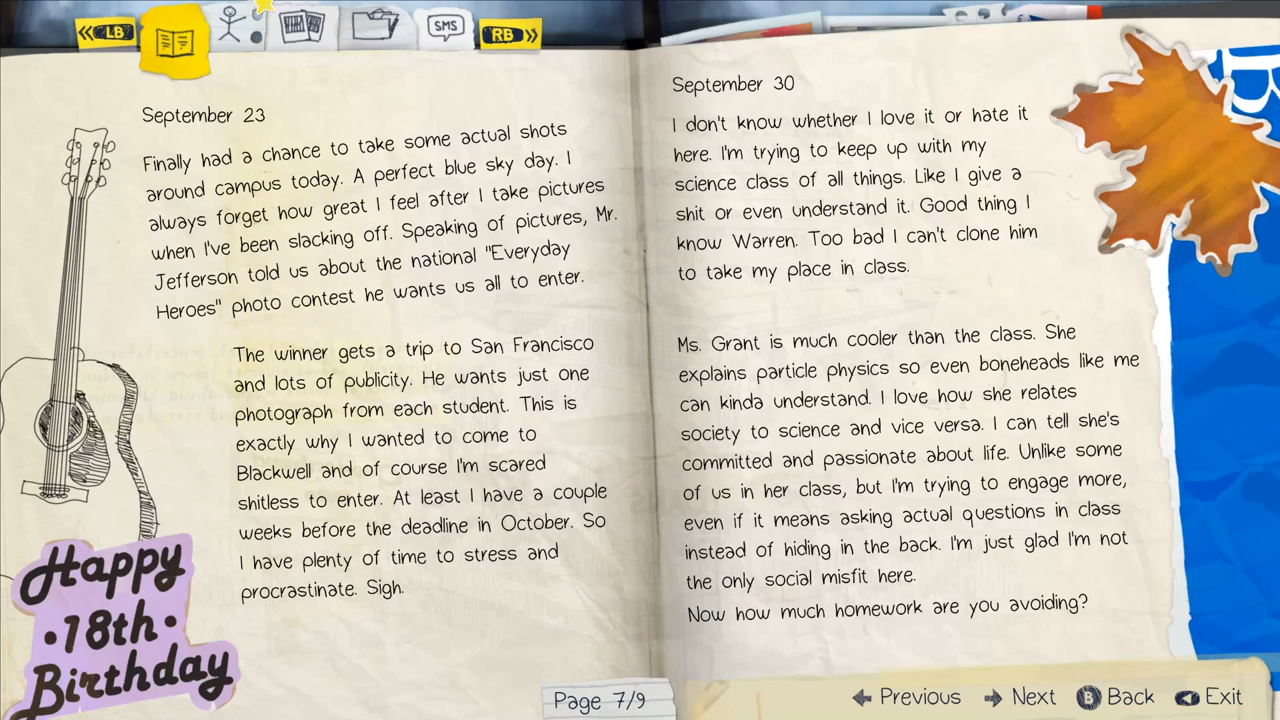 LB
SMS
RB
September 23
Finally had a chance to take some actual shots
around campus today. A perfect blue sky day. I
always forget how great I feel after I take pictures
when I've been slacking off. Speaking of pictures, Mr.
Jefferson told us about the national "Everyday
Heroes" photo contest he wants us all to enter.
The winner gets a trip to San Francisco
and lots of publicity. He wants just one
photograph from each student. This is
exactly why I wanted to come to
Blackwell and of course I'm scared
shitless to enter. At least I have a couple
weeks before the deadline in October. So
I have plenty of time to stress and
procrastinate. Sigh.
Happy
•18th•
Birthday
September 30
I don't know whether I love it or hate it
here. I'm trying to keep up with my
science class of all things. Like I give a
shit or even understand it. Good thing I
know Warren. Too bad I can't clone him
to take my place in class.
Ms. Grant is much cooler than the class. She
explains particle physics so even boneheads like me
can kinda understand. I love how she relates
society to science and vice versa. I can tell she's
committed and passionate about life. Unlike some
of us in her class, but I'm trying to engage more,
even if it means asking actual questions in class
instead of hiding in the back. I'm just glad I'm not
the only social misfit here.
Now how much homework are you avoiding?
Page 7/9
Previous Next B Back Exit